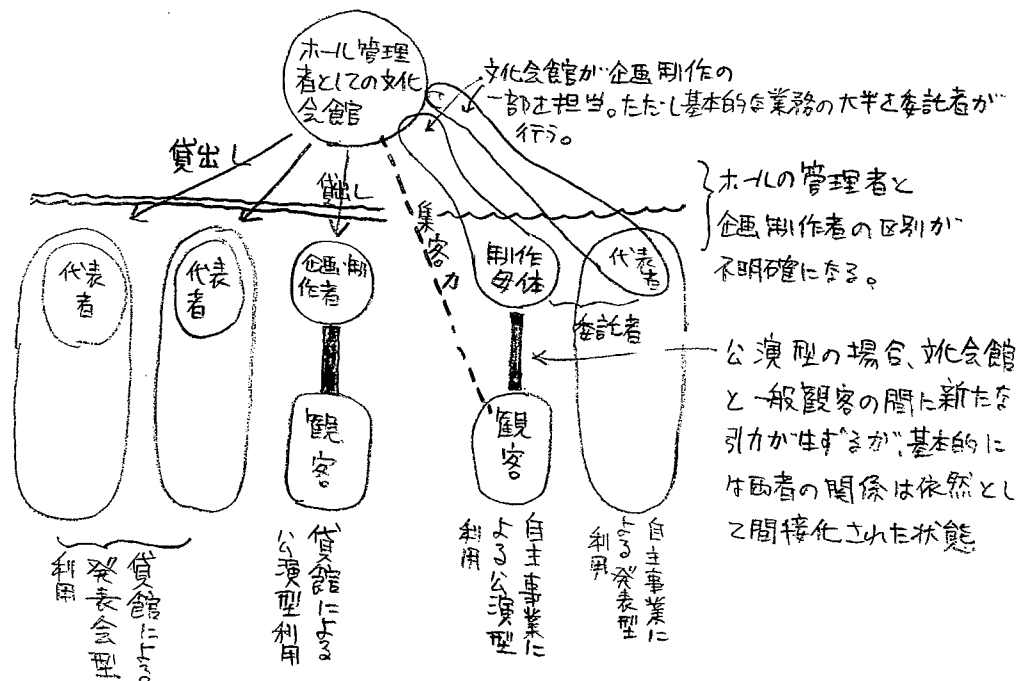 ホール管理
者としての文化
会館
文化会館が企画制作の
一部を担当。ただし基本的な業務の大半を委託者が
行う。
貸出し
貸出し
集客力
ホールの管理者と
企画制作者の区別が
不明確になる。
代表
者
代表
者
企画・制
作者
制作
母体
代表
者
委託者
観
客
観
客
公演型の場合、文化会館
と一般観客の間に新たな
引力が生ずるが、基本的に
は両者の関係は依然とし
て間接化された状態
貸館による
発表会型
利用
貸館による
公演型利用
自主事業に
よる公演型
利用
自主事業に
よる発表型
利用